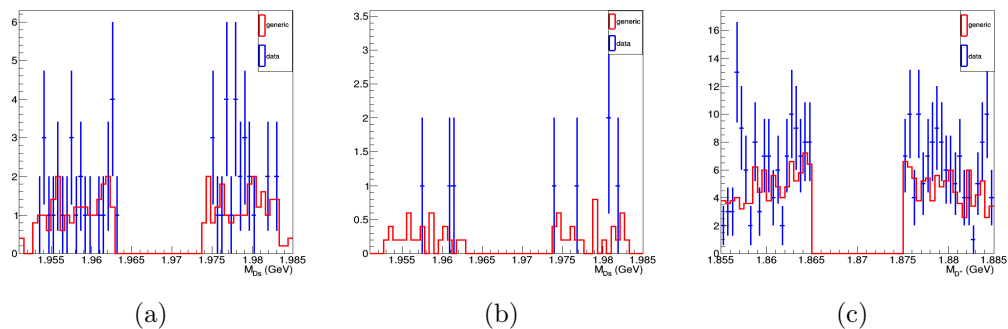 6
5
4
3
2
1
0
1.955 1.96 1.965 1.97 1.975 1.98 1.985
M_Ds (GeV)
generic
data
(a)
3.5
3
2.5
2
1.5
1
0.5
0
1.955 1.96 1.965 1.97 1.975 1.98 1.985
M_Ds (GeV)
generic
data
(b)
16
14
12
10
8
6
4
2
0
1.855 1.86 1.865 1.87 1.875 1.88 1.885
M_D+ (GeV)
generic
data
(c)